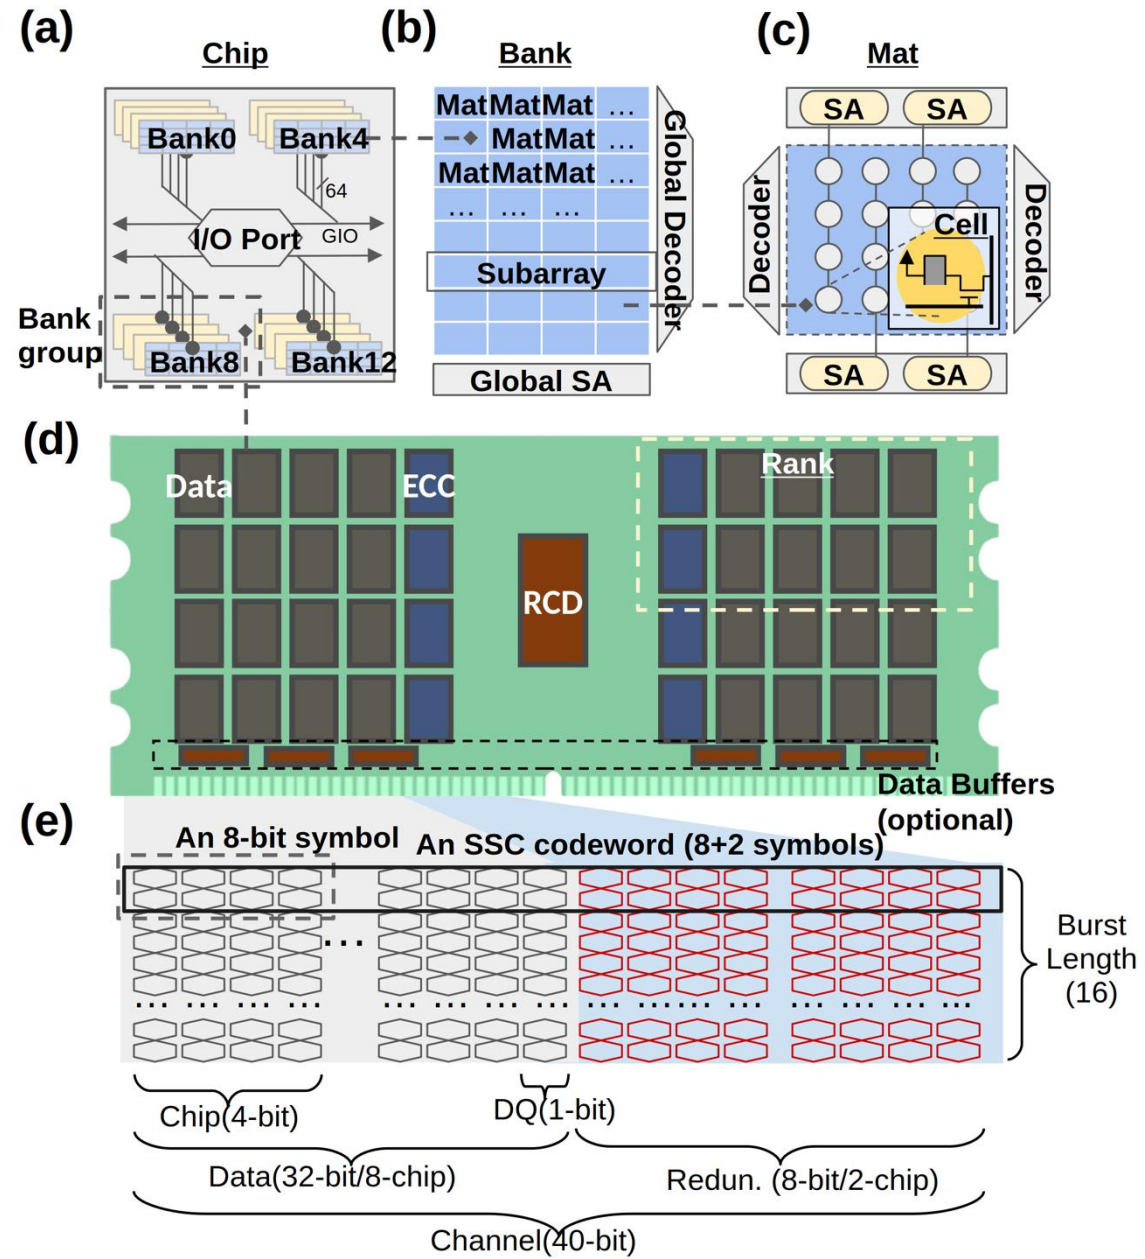 (a)
Chip
Bank0
Bank4
64
I/O Port
GIO
Bank
group
Bank8
Bank12
(b)
Bank
MatMatMat ...
MatMat ...
MatMatMat ...
... ... ...
Subarray
Global Decoder
Global SA
(c)
Mat
SA SA
Decoder
Cell
Decoder
SA SA
(d)
Data
ECC
RCD
Rank
Data Buffers
(optional)
(e)
An 8-bit symbol
An SSC codeword (8+2 symbols)
...
... ... ... ... ... ... ... ... ... ... ... ... ... ... ... ...
Burst
Length
(16)
Chip(4-bit)
DQ(1-bit)
Data(32-bit/8-chip)
Redun. (8-bit/2-chip)
Channel(40-bit)